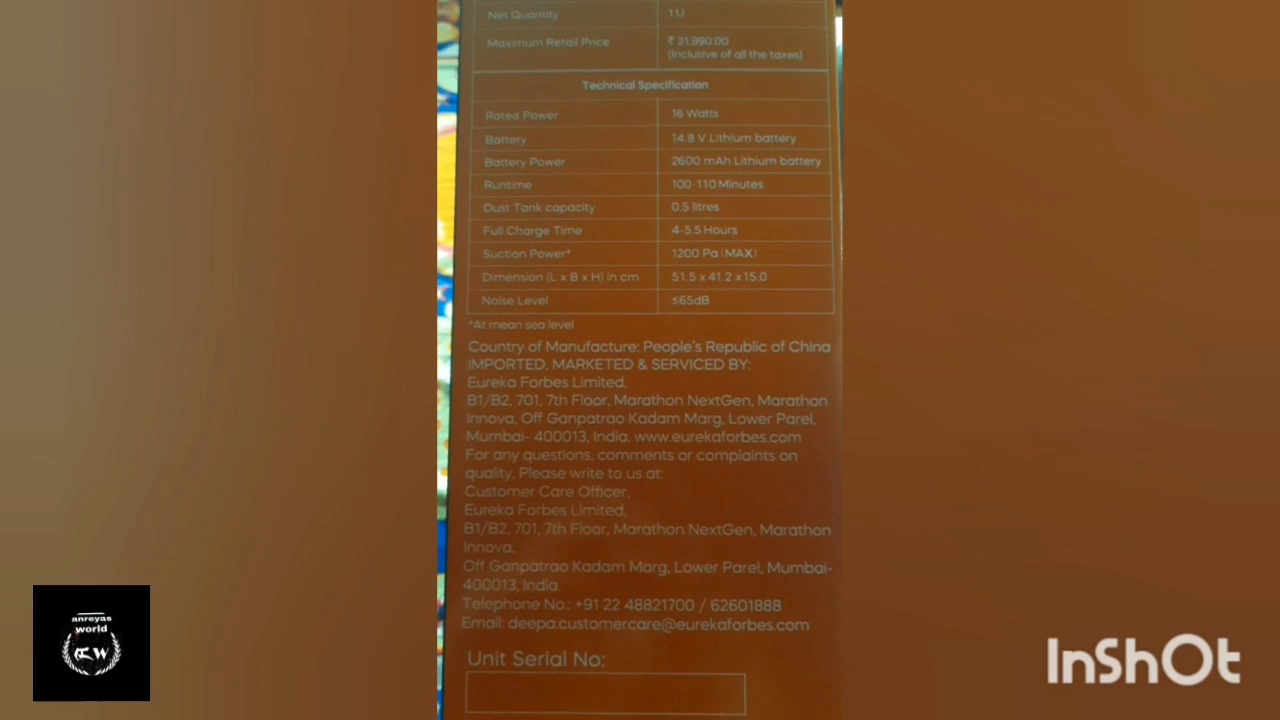 Net Quantity 1 U
Maximum Retail Price ₹ 21,990.00
(Inclusive of all the taxes)
Technical Specification
Rated Power 16 Watts
Battery 14.8 V Lithium battery
Battery Power 2600 mAh Lithium battery
Runtime 100-110 Minutes
Dust Tank capacity 0.5 litres
Full Charge Time 4-5.5 Hours
Suction Power* 1200 Pa (MAX)
Dimension (L x B x H) in cm 51.5 x 41.2 x 15.0
Noise Level ≤65dB
*At mean sea level
Country of Manufacture: People's Republic of China
IMPORTED, MARKETED & SERVICED BY:
Eureka Forbes Limited,
B1/B2, 701, 7th Floor, Marathon NextGen, Marathon
Innova, Off Ganpatrao Kadam Marg, Lower Parel,
Mumbai- 400013, India. www.eurekaforbes.com
For any questions, comments or complaints on
quality, Please write to us at:
Customer Care Officer,
Eureka Forbes Limited,
B1/B2, 701, 7th Floor, Marathon NextGen, Marathon
Innova,
Off Ganpatrao Kadam Marg, Lower Parel, Mumbai-
400013, India.
Telephone No.: +91 22 48821700 / 62601888
Email: deepa.customercare@eurekaforbes.com
Unit Serial No:
anreyas
world
InShOt